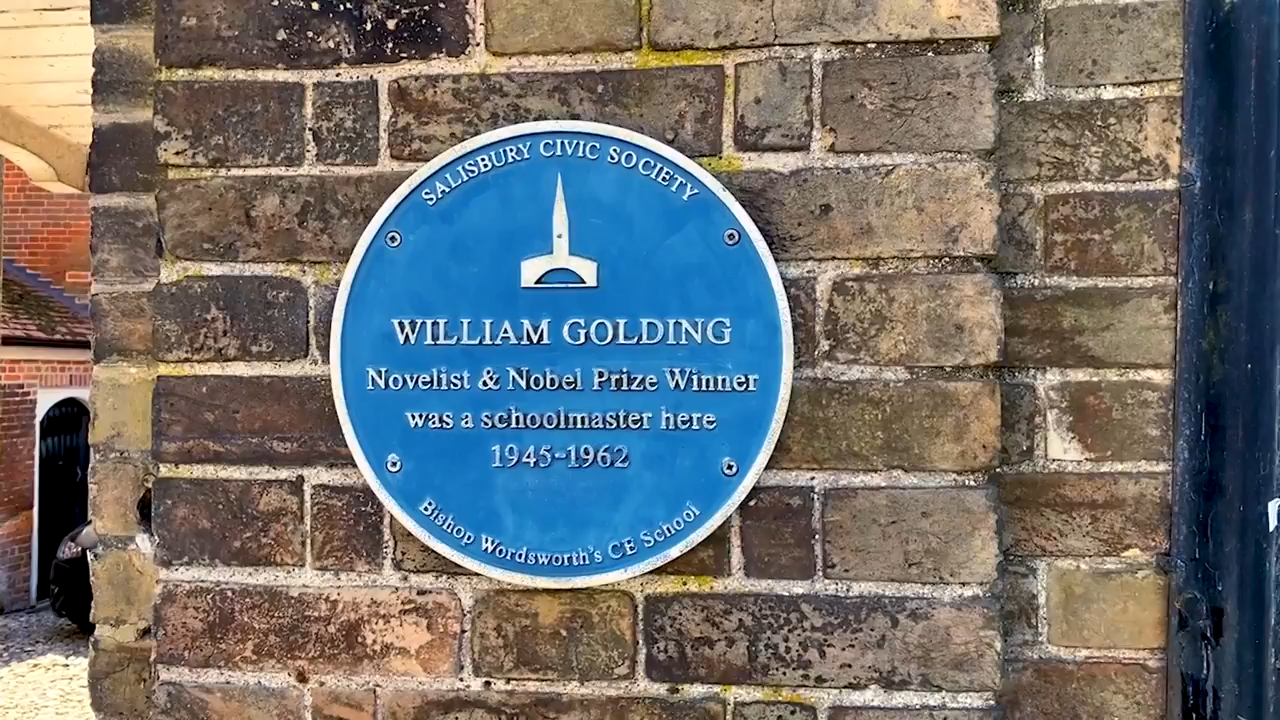 SALISBURY CIVIC SOCIETY
WILLIAM GOLDING
Novelist & Nobel Prize Winner
was a schoolmaster here
1945-1962
Bishop Wordsworth's CE School